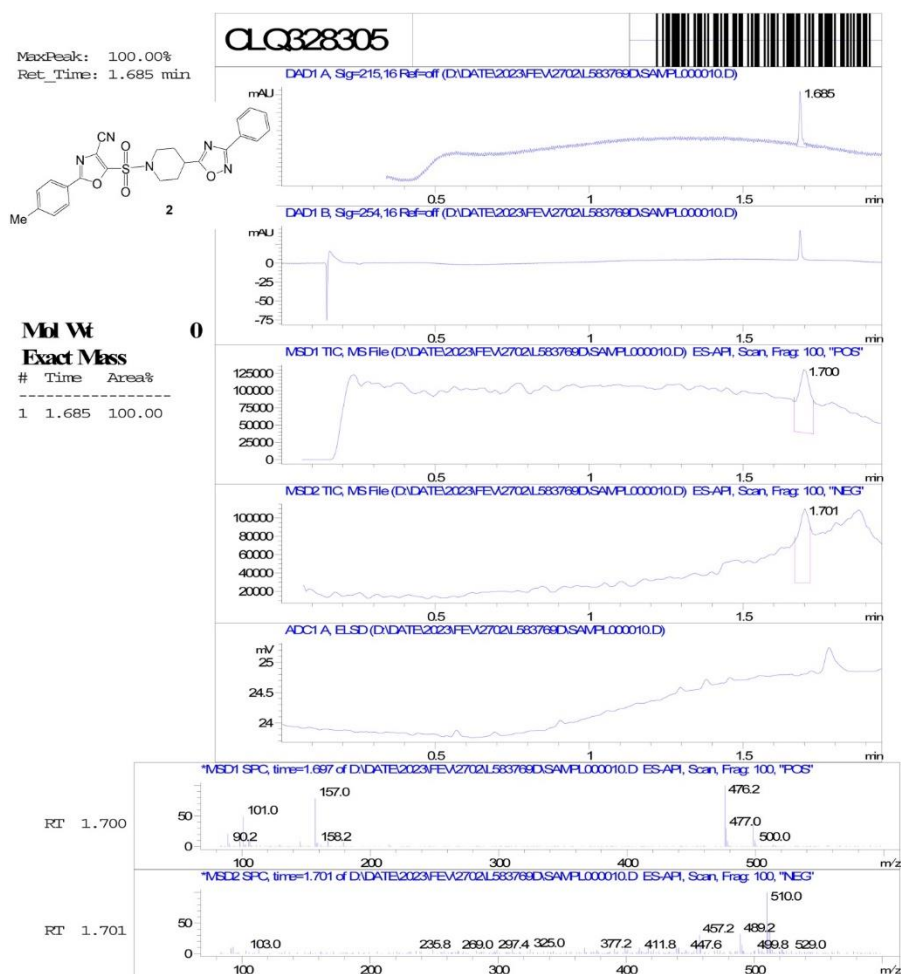 CLQ328305
MaxPeak: 100.00%
Ret_Time: 1.685 min
DAD1 A, Sig=215,16 Ref=off (D:\DATE\2023\FEV\2702\L583769D\SAMPL000010.D)
mAU
1.685
0.5 1 1.5 min
CN
N
O
O
S
O
N
N
N
O
Me
2
DAD1 B, Sig=254,16 Ref=off (D:\DATE\2023\FEV\2702\L583769D\SAMPL000010.D)
mAU
0
-25
-50
-75
0.5 1 1.5 min
Mol Wt 0
Exact Mass
# Time Area%
-----------------
1 1.685 100.00
MSD1 TIC, MS File (D:\DATE\2023\FEV\2702\L583769D\SAMPL000010.D) ES-API, Scan, Frag: 100, "POS"
125000
100000
75000
50000
25000
0
1.700
0.5 1 1.5 min
MSD2 TIC, MS File (D:\DATE\2023\FEV\2702\L583769D\SAMPL000010.D) ES-API, Scan, Frag: 100, "NEG"
100000
80000
60000
40000
20000
1.701
0.5 1 1.5 min
ADC1 A, ELSD (D:\DATE\2023\FEV\2702\L583769D\SAMPL000010.D)
mV
25
24.5
24
0.5 1 1.5 min
*MSD1 SPC, time=1.697 of D:\DATE\2023\FEV\2702\L583769D\SAMPL000010.D ES-API, Scan, Frag: 100, "POS"
RT 1.700
50
0
90.2
101.0
157.0
158.2
476.2
477.0
500.0
100 200 300 400 500 m/z
*MSD2 SPC, time=1.701 of D:\DATE\2023\FEV\2702\L583769D\SAMPL000010.D ES-API, Scan, Frag: 100, "NEG"
RT 1.701
50
0
103.0
235.8
269.0
297.4
325.0
377.2
411.8
447.6
457.2
489.2
499.8
510.0
529.0
100 200 300 400 500 m/z